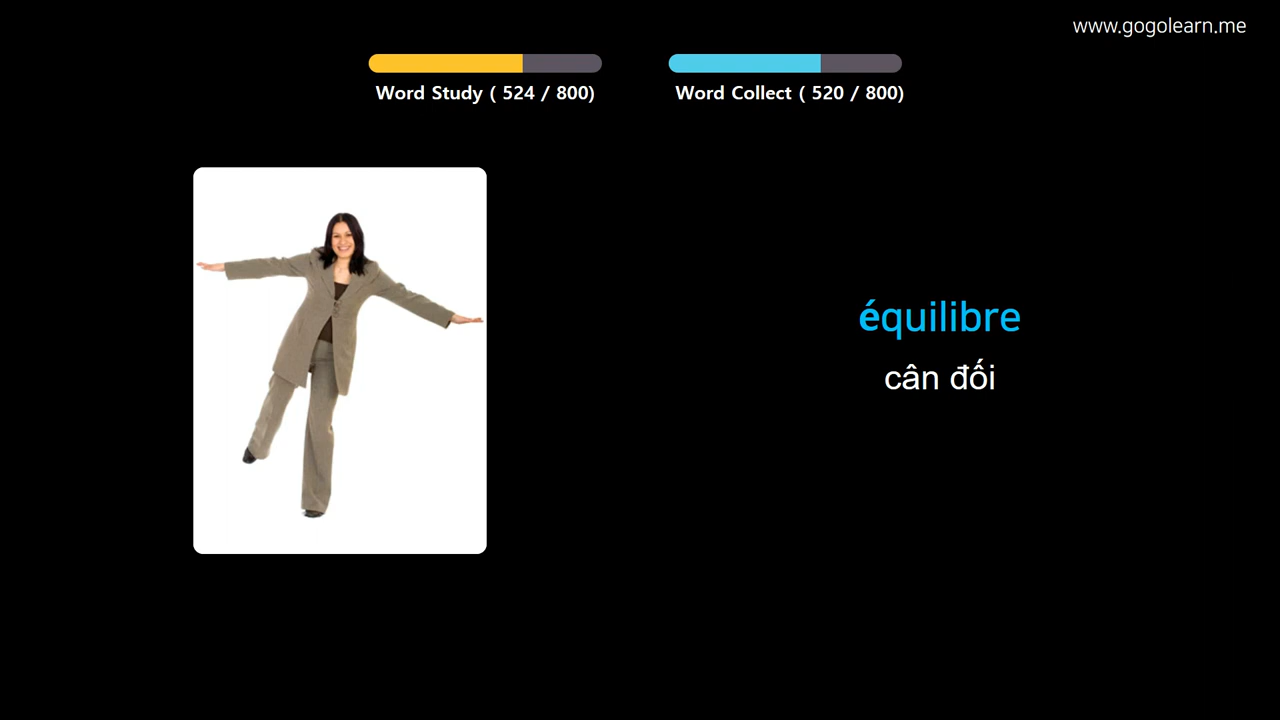 www.gogolearn.me
Word Study ( 524 / 800)
Word Collect ( 520 / 800)
équilibre
cân đối